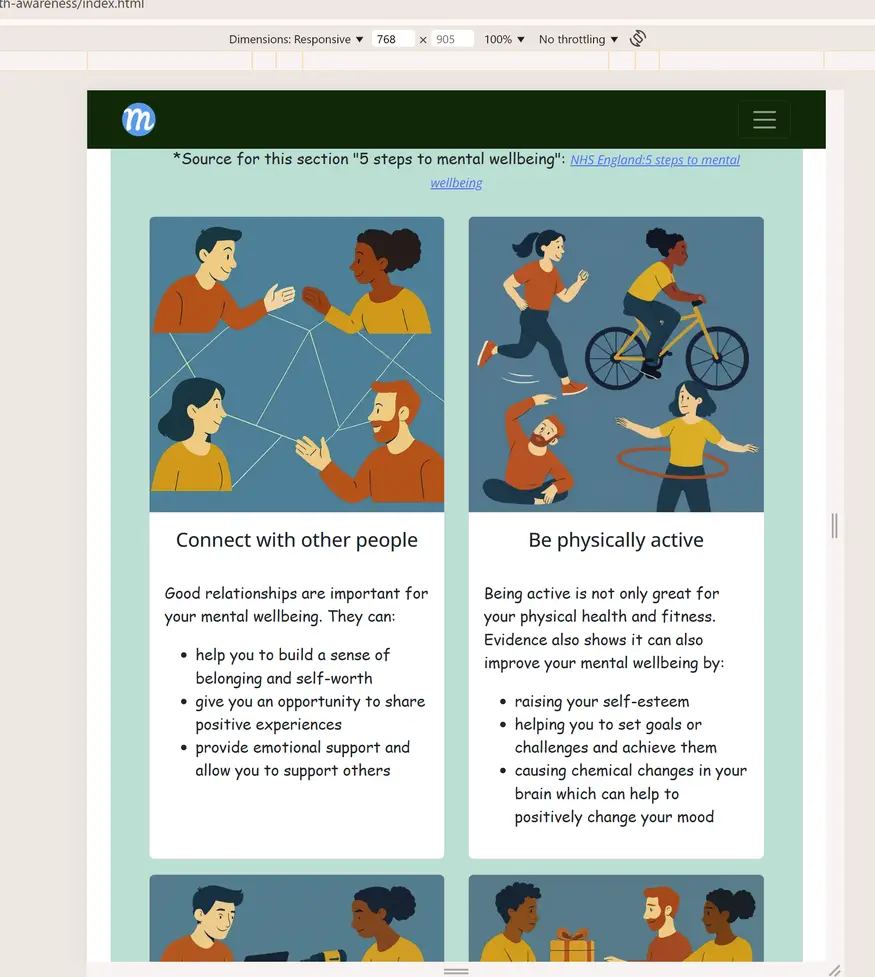 th-awareness/index.html
Dimensions: Responsive ▼ 768 × 905 100% ▼ No throttling ▼
m
*Source for this section "5 steps to mental wellbeing": NHS England:5 steps to mental
wellbeing
Connect with other people
Good relationships are important for
your mental wellbeing. They can:
• help you to build a sense of
belonging and self-worth
• give you an opportunity to share
positive experiences
• provide emotional support and
allow you to support others
Be physically active
Being active is not only great for
your physical health and fitness.
Evidence also shows it can also
improve your mental wellbeing by:
• raising your self-esteem
• helping you to set goals or
challenges and achieve them
• causing chemical changes in your
brain which can help to
positively change your mood